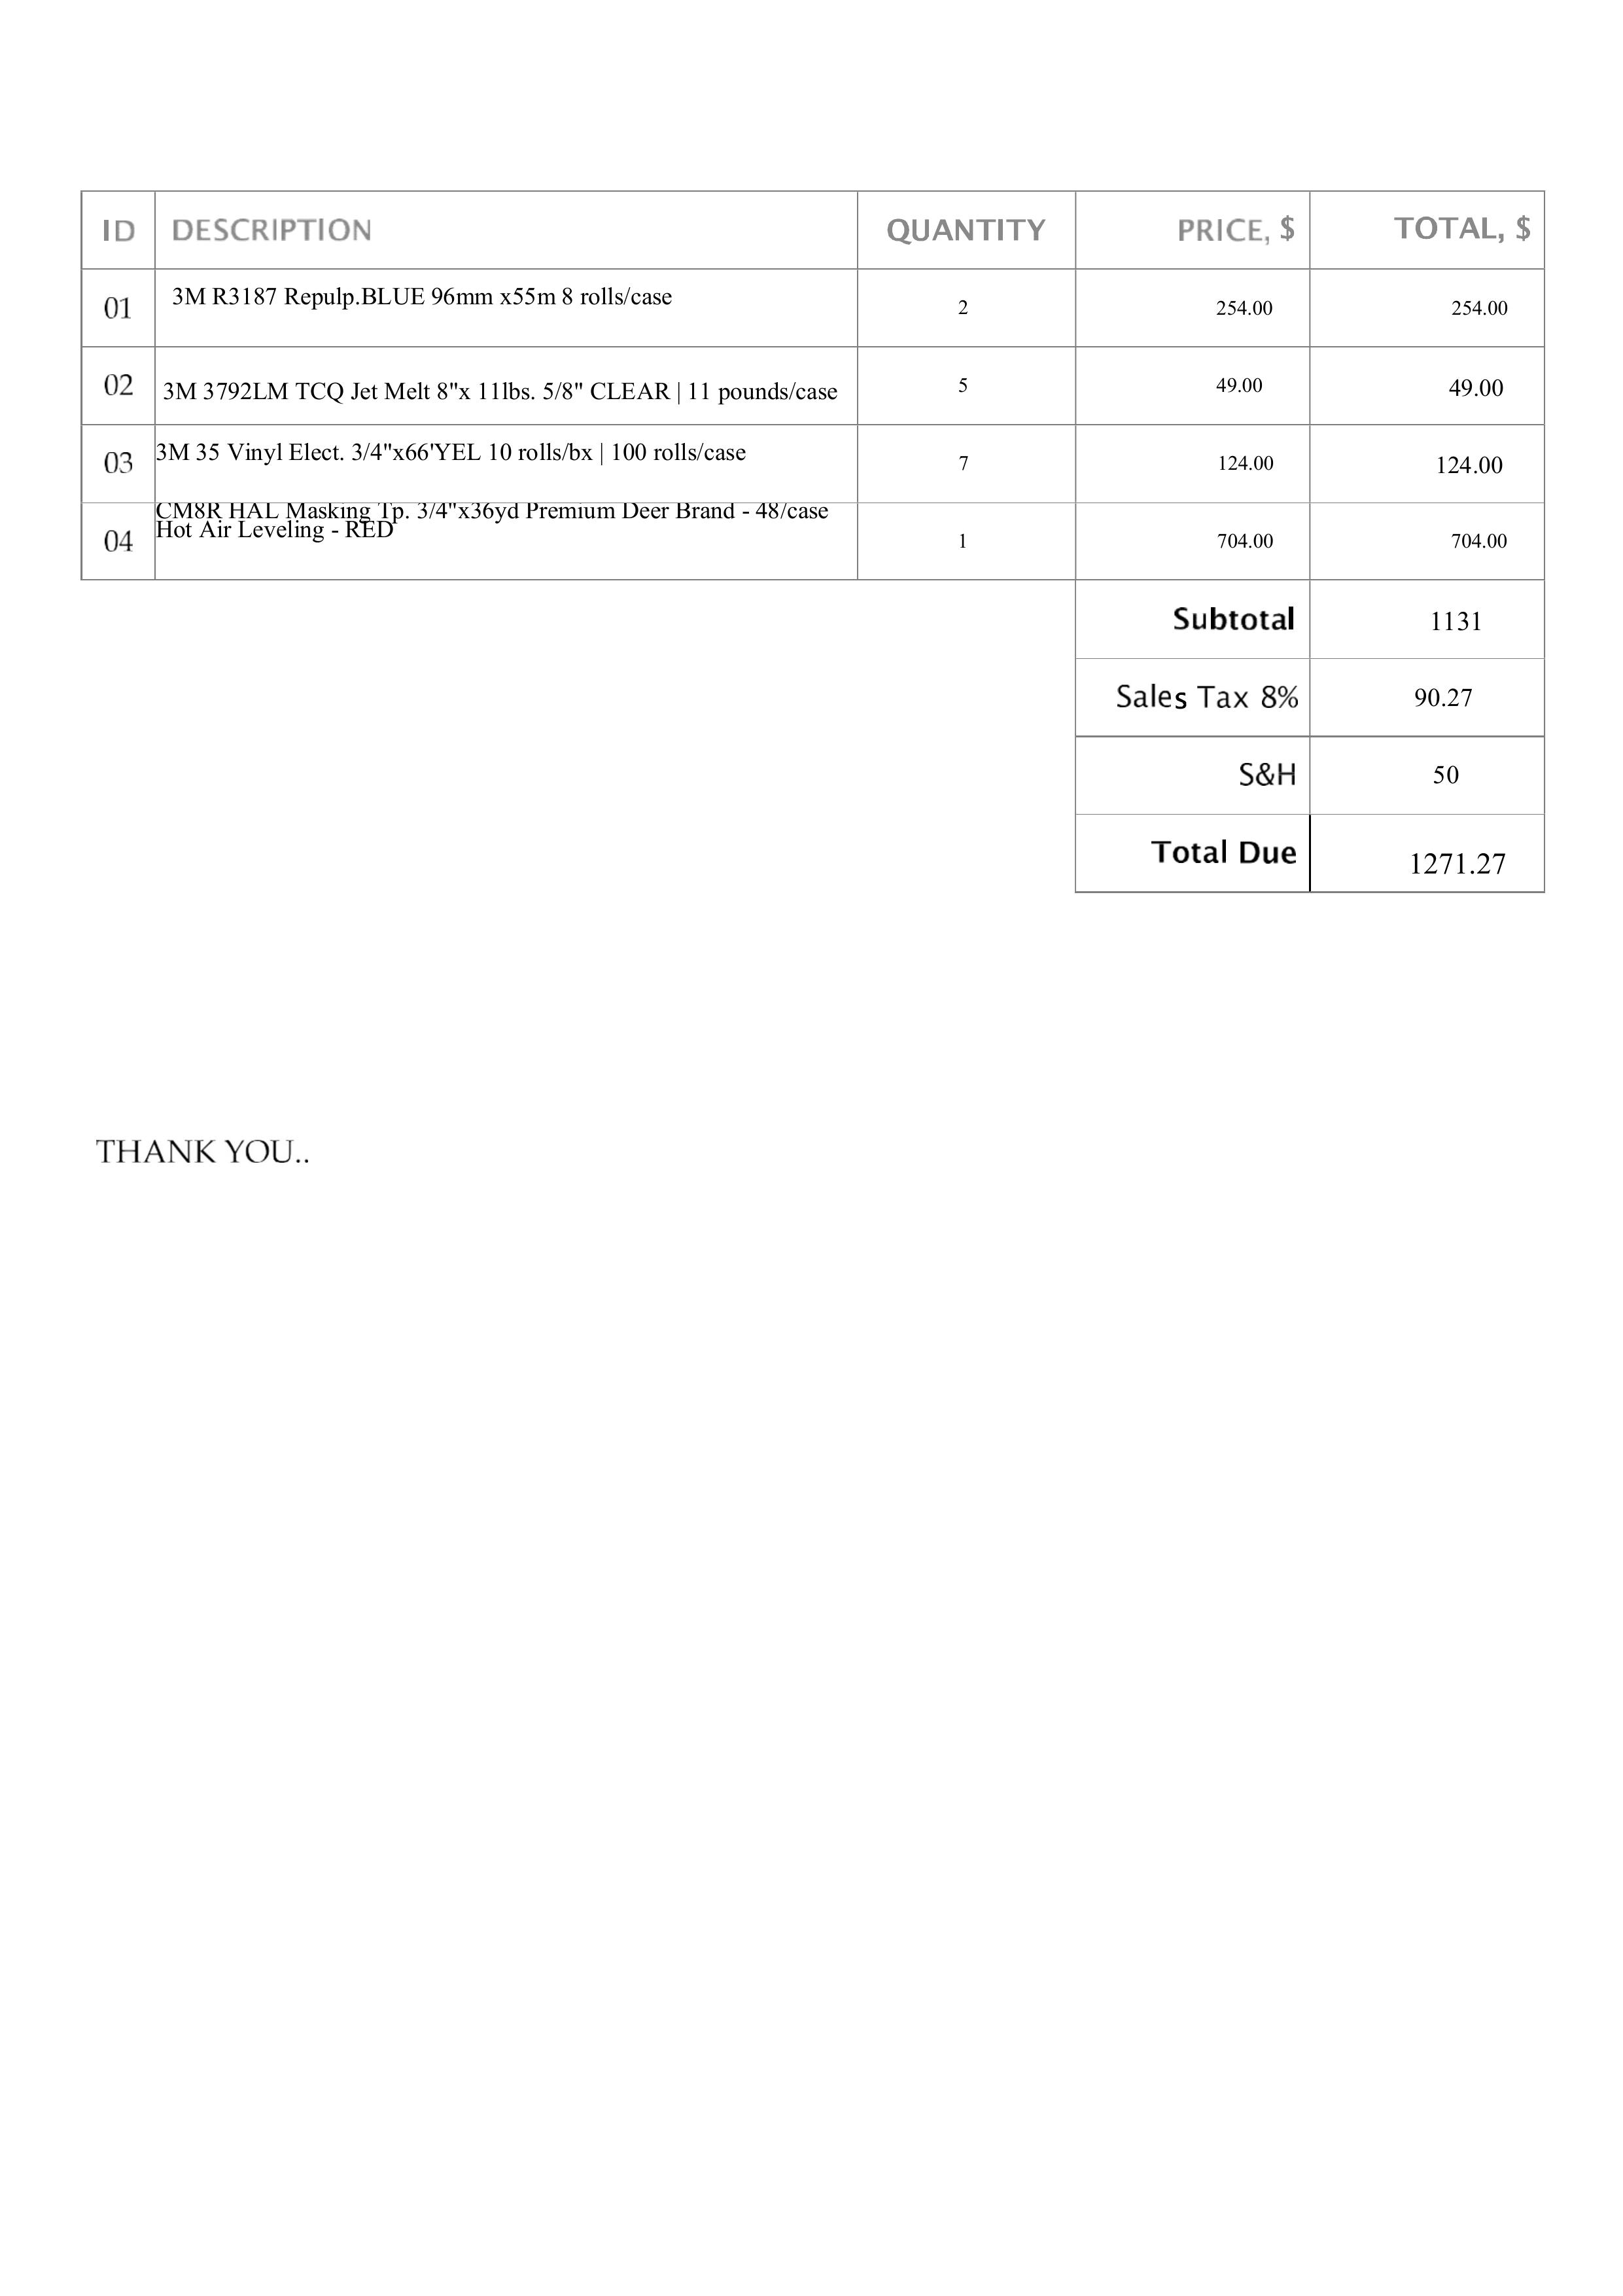 ID DESCRIPTION QUANTITY PRICE, $ TOTAL, $
01 3M R3187 Repulp.BLUE 96mm x55m 8 rolls/case 2 254.00 254.00
02 3M 3792LM TCQ Jet Melt 8"x 11lbs. 5/8" CLEAR | 11 pounds/case 5 49.00 49.00
03 3M 35 Vinyl Elect. 3/4"x66'YEL 10 rolls/bx | 100 rolls/case 7 124.00 124.00
CM8R HAL Masking Tp. 3/4"x36yd Premium Deer Brand - 48/case
04 Hot Air Leveling - RED 1 704.00 704.00
Subtotal 1131
Sales Tax 8% 90.27
S&H 50
Total Due 1271.27
THANK YOU..